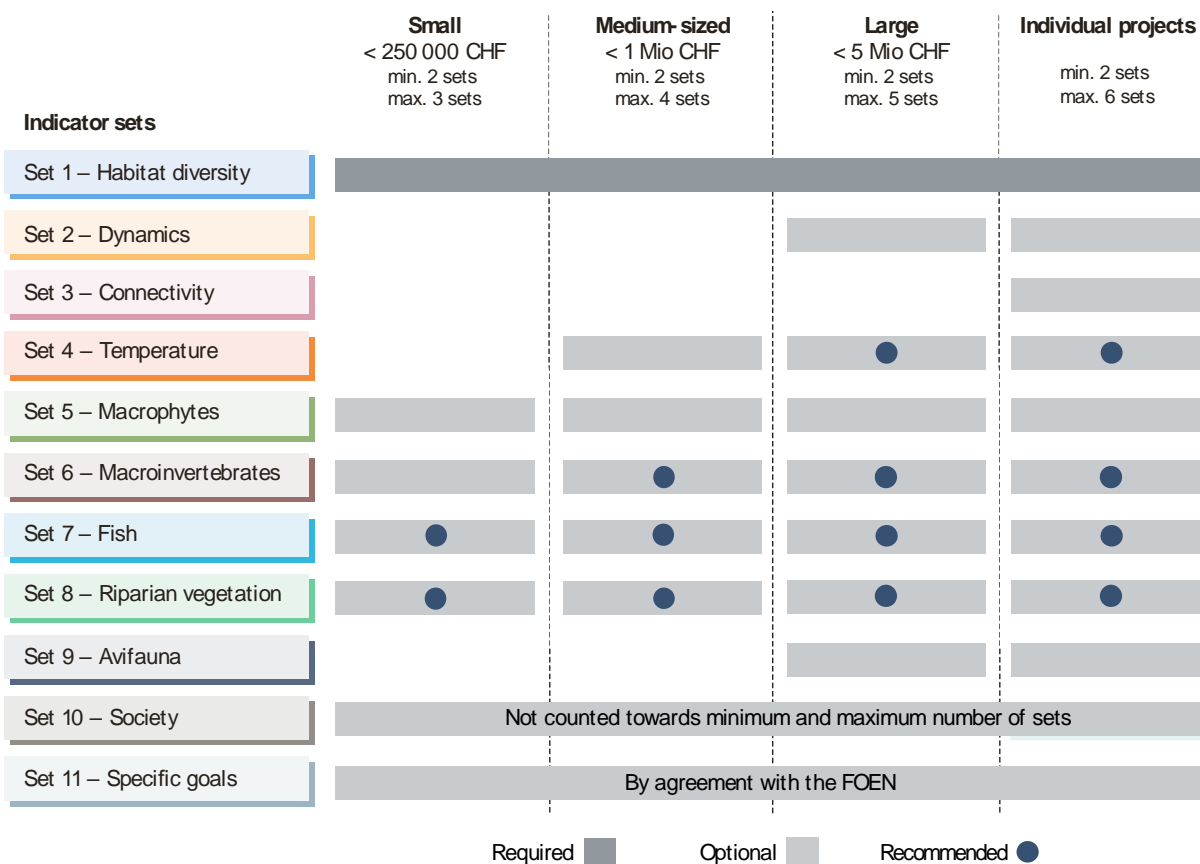 Small
< 250 000 CHF
min. 2 sets
max. 3 sets
Medium-sized
< 1 Mio CHF
min. 2 sets
max. 4 sets
Large
< 5 Mio CHF
min. 2 sets
max. 5 sets
Individual projects
min. 2 sets
max. 6 sets
Indicator sets
Set 1 – Habitat diversity
Set 2 – Dynamics
Set 3 – Connectivity
Set 4 – Temperature
Set 5 – Macrophytes
Set 6 – Macroinvertebrates
Set 7 – Fish
Set 8 – Riparian vegetation
Set 9 – Avifauna
Set 10 – Society
Not counted towards minimum and maximum number of sets
Set 11 – Specific goals
By agreement with the FOEN
Required
Optional
Recommended